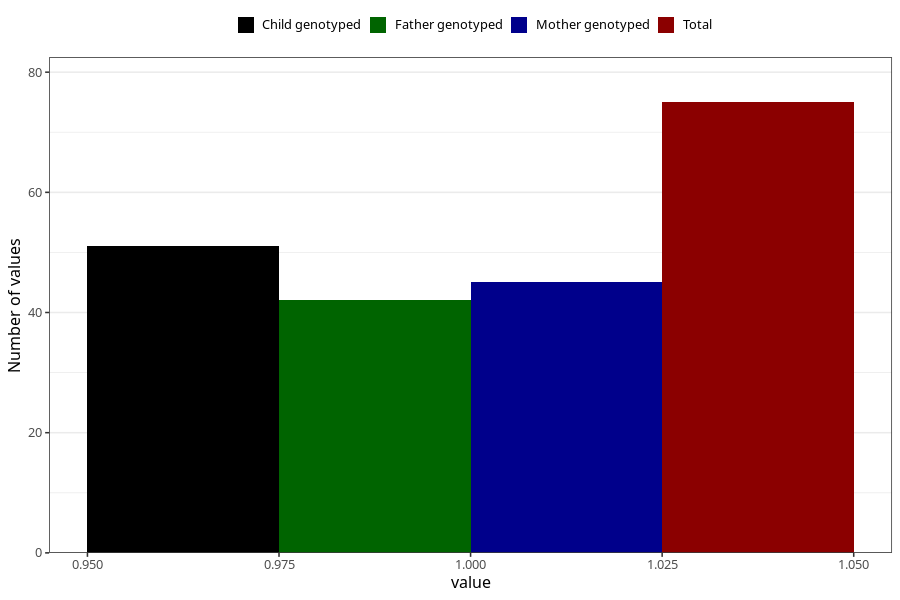 Child genotyped Father genotyped Mother genotyped Total
Number of values
80
60
40
20
0
0.950 0.975 1.000 1.025 1.050
value